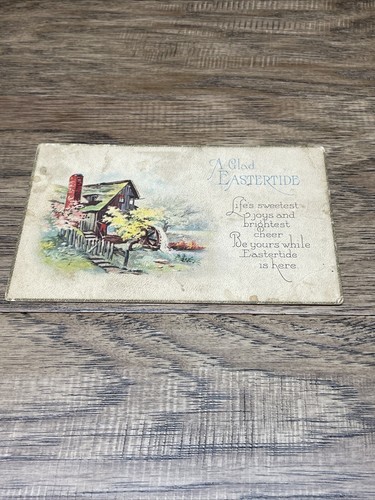 A Glad
EASTERTIDE
Life's sweetest
joys and
brightest
cheer
Be yours while
Eastertide
is here.